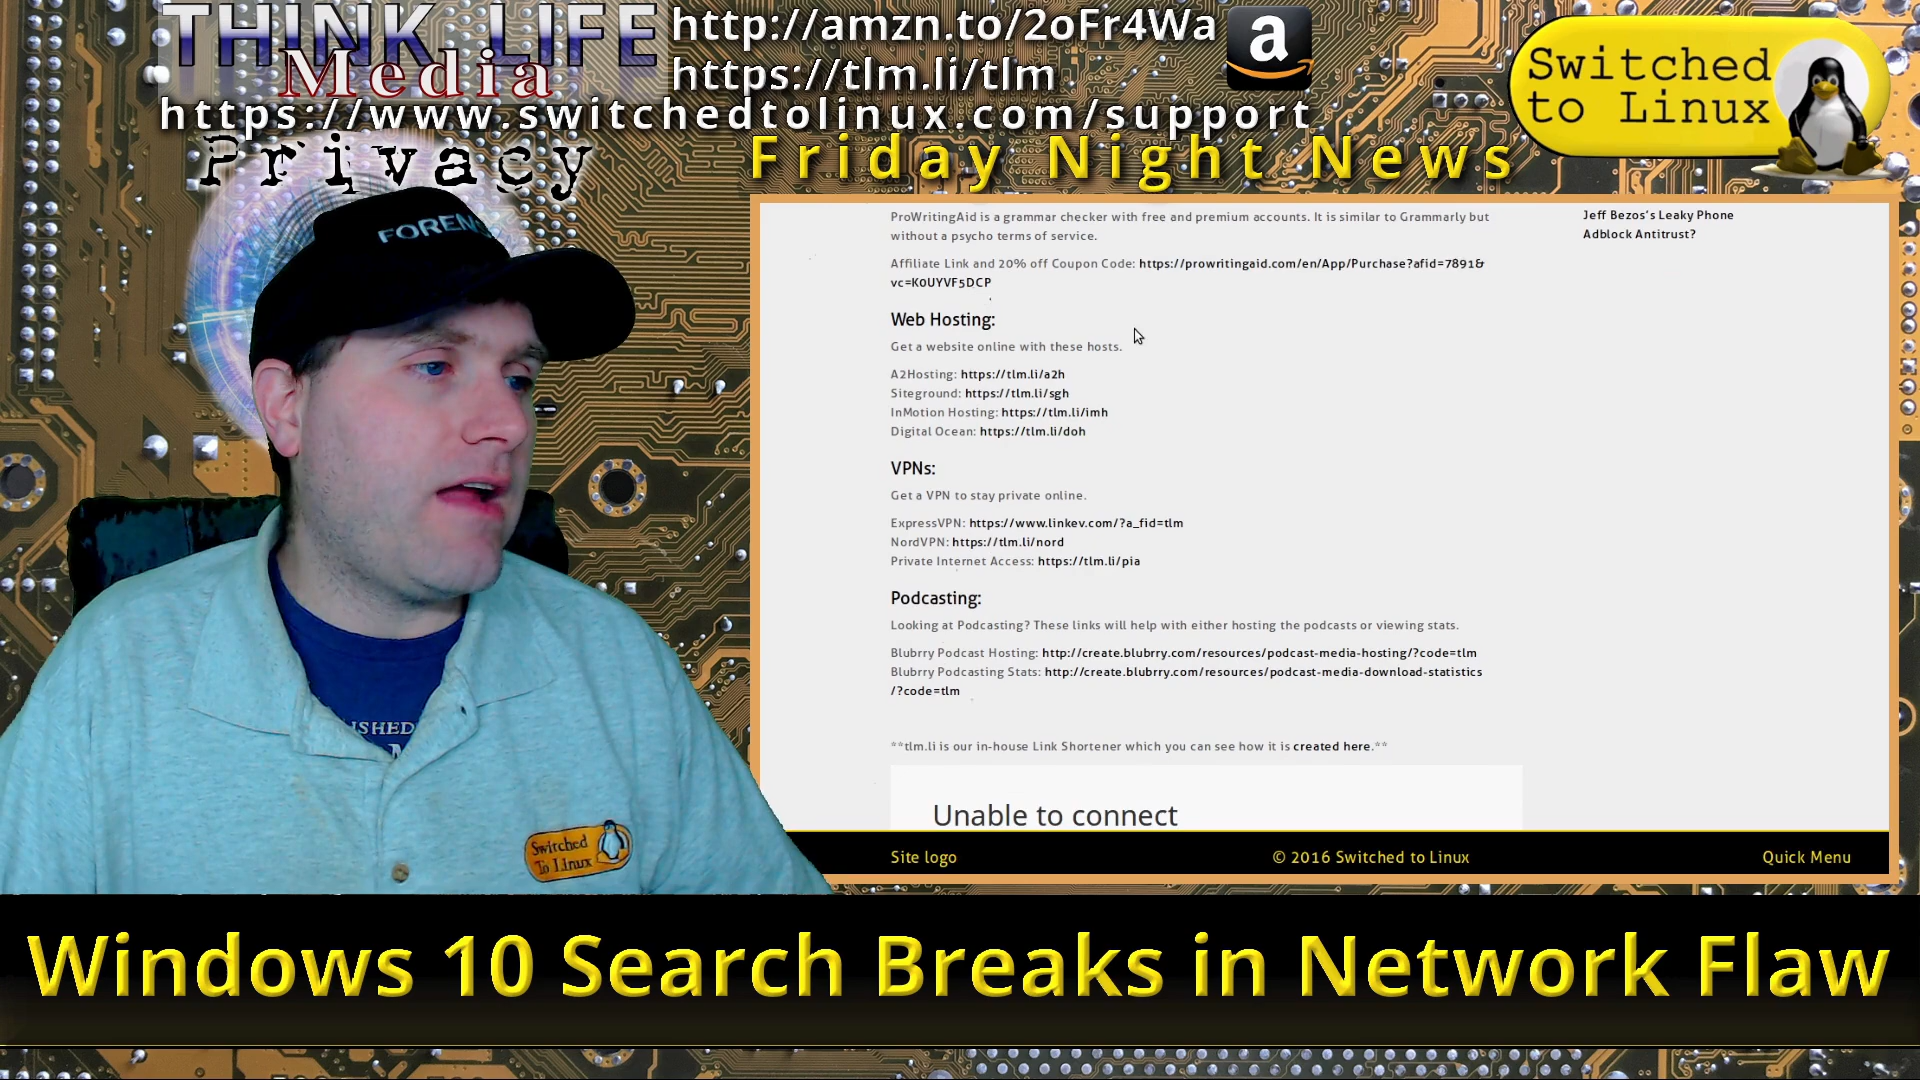 THINK LIFE
Media
http://amzn.to/2oFr4Wa
https://tlm.li/tlm
https://www.switchedtolinux.com/support
Privacy
Friday Night News
a
Switched
to Linux
FOREN
ProWritingAid is a grammar checker with free and premium accounts. It is similar to Grammarly but
without a psycho terms of service.
Affiliate Link and 20% off Coupon Code: https://prowritingaid.com/en/App/Purchase?afid=7891&
vc=K0UYVF5DCP
Web Hosting:
Get a website online with these hosts.
A2Hosting: https://tlm.li/a2h
Siteground: https://tlm.li/sgh
InMotion Hosting: https://tlm.li/imh
Digital Ocean: https://tlm.li/doh
VPNs:
Get a VPN to stay private online.
ExpressVPN: https://www.linkev.com/?a_fid=tlm
NordVPN: https://tlm.li/nord
Private Internet Access: https://tlm.li/pia
Podcasting:
Looking at Podcasting? These links will help with either hosting the podcasts or viewing stats.
Blubrry Podcast Hosting: http://create.blubrry.com/resources/podcast-media-hosting/?code=tlm
Blubrry Podcasting Stats: http://create.blubrry.com/resources/podcast-media-download-statistics
/?code=tlm
**tlm.li is our in-house Link Shortener which you can see how it is created here.**
Unable to connect
Jeff Bezos's Leaky Phone
Adblock Antitrust?
Site logo
© 2016 Switched to Linux
Quick Menu
ISHED
Switched
To Linux
Windows 10 Search Breaks in Network Flaw